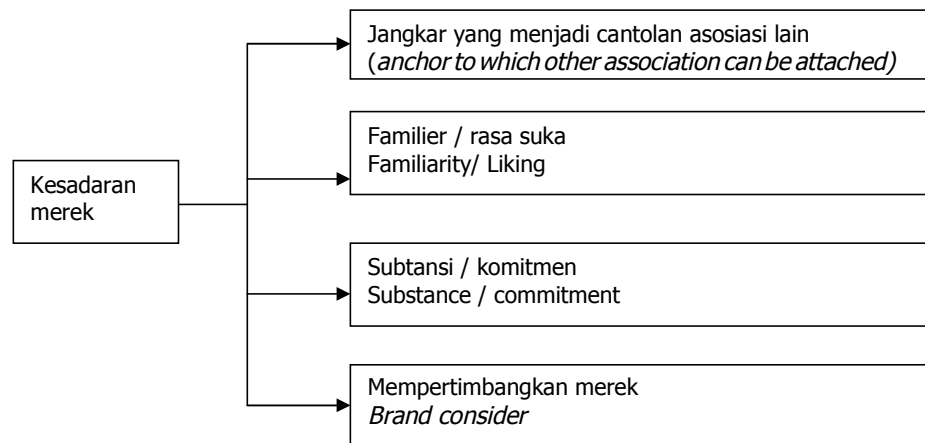 Jangkar yang menjadi cantolan asosiasi lain
(anchor to which other association can be attached)
Familier / rasa suka
Familiarity/ Liking
Kesadaran
merek
Subtansi / komitmen
Substance / commitment
Mempertimbangkan merek
Brand consider